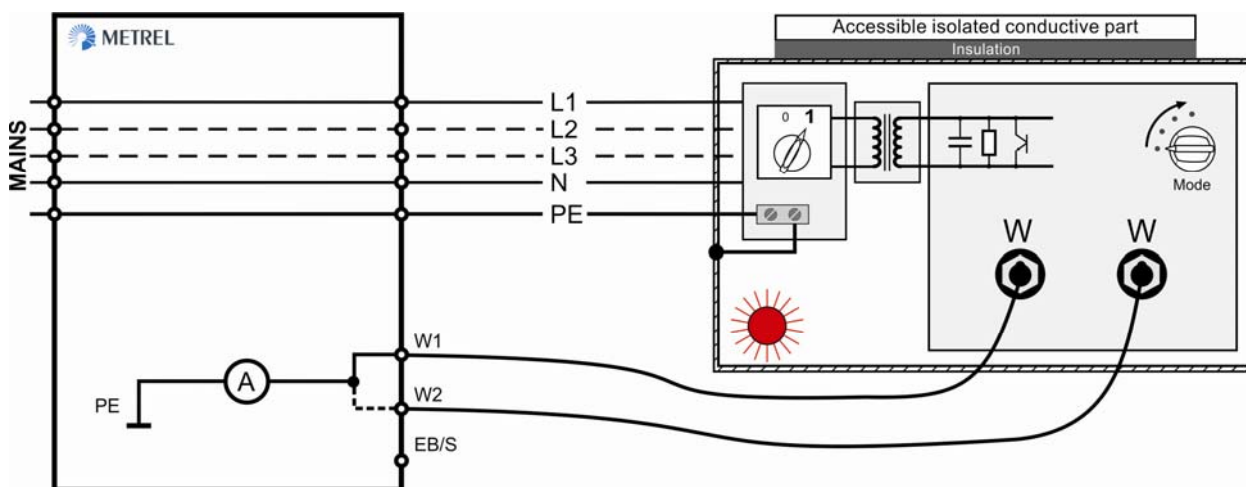 METREL
Accessible isolated conductive part
Insulation
MAINS
L1
L2
L3
N
PE
0 1
Mode
W W
W1
W2
A
PE
EB/S